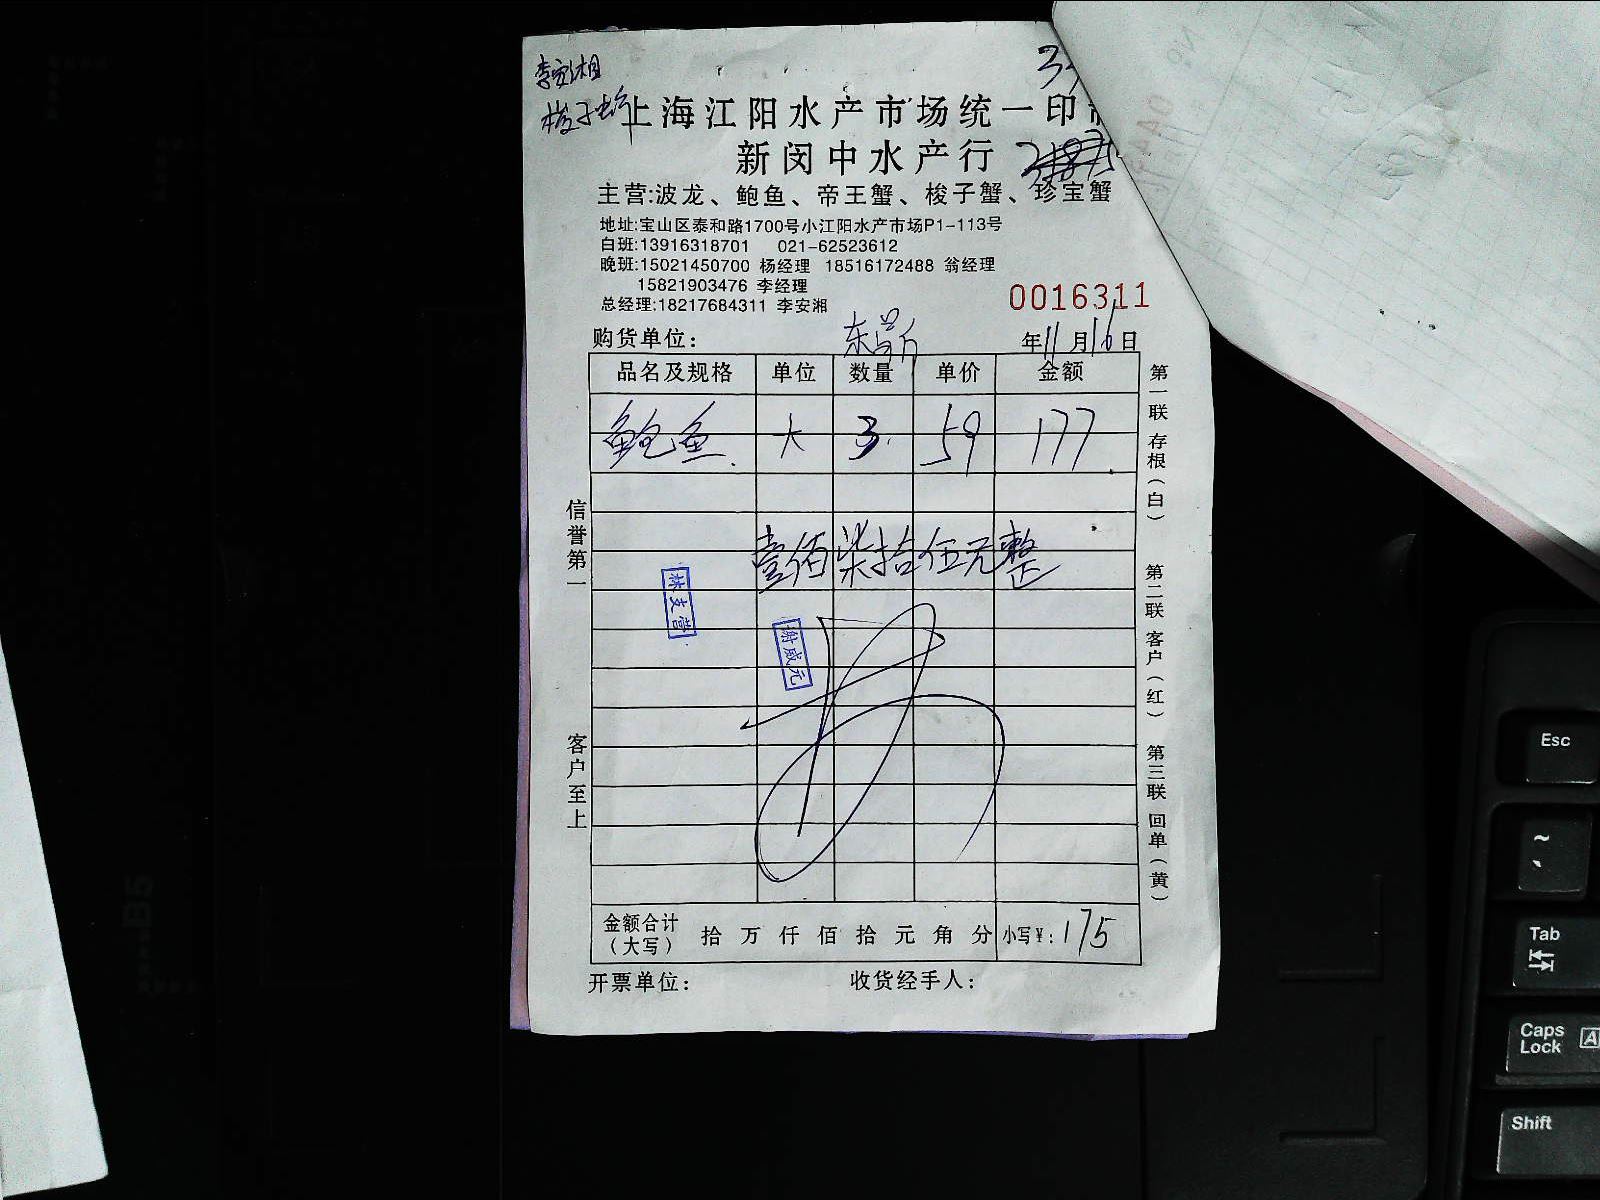 李安湘
梭子蟹
上海江阳水产市场统一印
新闵中水产行
主营:波龙、鲍鱼、帝王蟹、梭子蟹、珍宝蟹
地址:宝山区泰和路1700号小江阳水产市场P1-113号
白班:13916318701 021-62523612
晚班:15021450700 杨经理 18516172488 翁经理
15821903476 李经理
总经理:18217684311 李安湘
0016311
购货单位: 年11月16日
品名及规格 单位 数量 单价 金额
鲍鱼 大 3 59 177
壹佰柒拾伍元整
林支营
谢威元
金额合计(大写) 拾 万 仟 佰 拾 元 角 分 小写¥:175
开票单位: 收货经手人:
信誉第一 客户至上
第一联 存根(白) 第二联 客户(红) 第三联 回单(黄)
B5
Esc
~
Tab
Caps Lock A
Shift